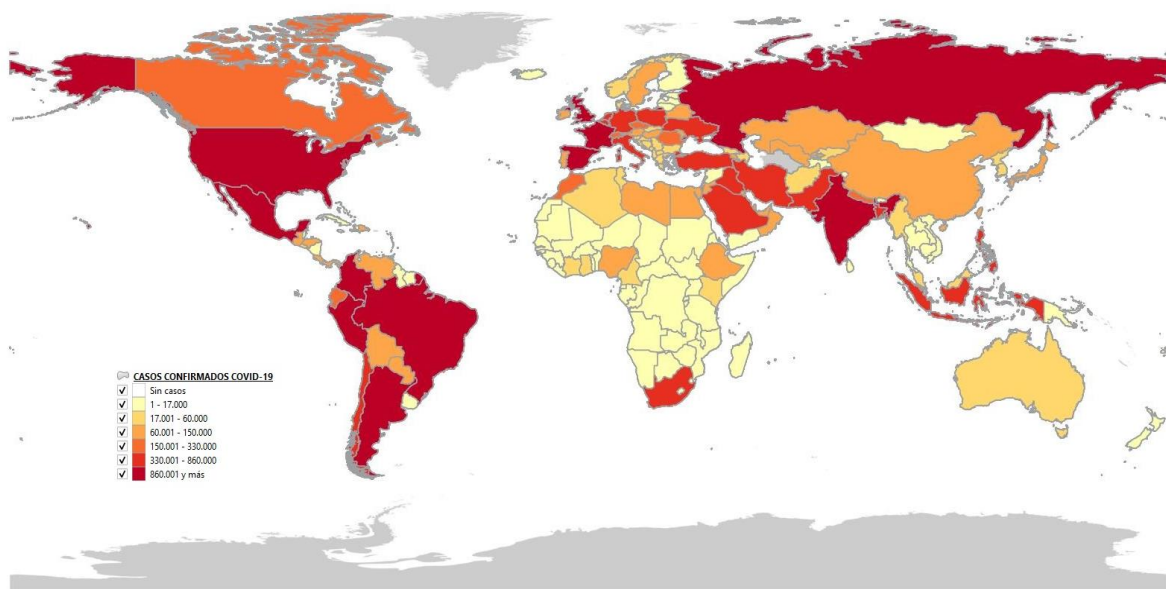 CASOS CONFIRMADOS COVID-19
Sin casos
1 - 17.000
17.001 - 60.000
60.001 - 150.000
150.001 - 330.000
330.001 - 860.000
860.001 y más